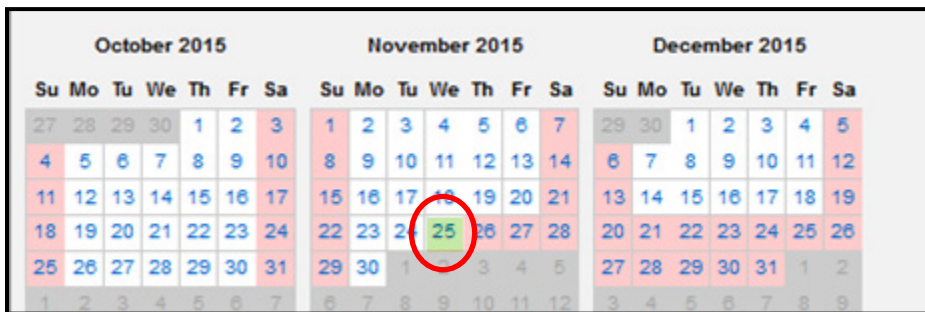 October 2015 November 2015 December 2015
Su Mo Tu We Th Fr Sa Su Mo Tu We Th Fr Sa Su Mo Tu We Th Fr Sa
27 28 29 30 1 2 3 1 2 3 4 5 6 7 29 30 1 2 3 4 5
4 5 6 7 8 9 10 8 9 10 11 12 13 14 6 7 8 9 10 11 12
11 12 13 14 15 16 17 15 16 17 18 19 20 21 13 14 15 16 17 18 19
18 19 20 21 22 23 24 22 23 24 25 26 27 28 20 21 22 23 24 25 26
25 26 27 28 29 30 31 29 30 1 2 3 4 5 27 28 29 30 31 1 2
1 2 3 4 5 6 7 6 7 8 9 10 11 12 3 4 5 6 7 8 9